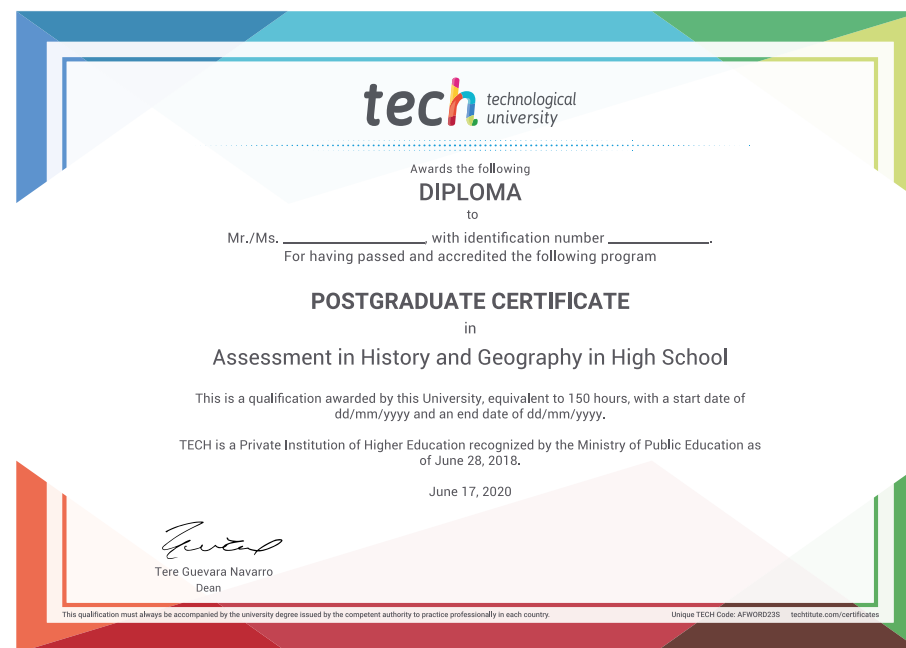 tech technological
university
Awards the following
DIPLOMA
to
Mr./Ms. ____________________, with identification number ______________.
For having passed and accredited the following program
POSTGRADUATE CERTIFICATE
in
Assessment in History and Geography in High School
This is a qualification awarded by this University, equivalent to 150 hours, with a start date of
dd/mm/yyyy and an end date of dd/mm/yyyy.
TECH is a Private Institution of Higher Education recognized by the Ministry of Public Education as
of June 28, 2018.
June 17, 2020
Tere Guevara Navarro
Dean
This qualification must always be accompanied by the university degree issued by the competent authority to practice professionally in each country. Unique TECH Code: AFWORD23S techtitute.com/certificates